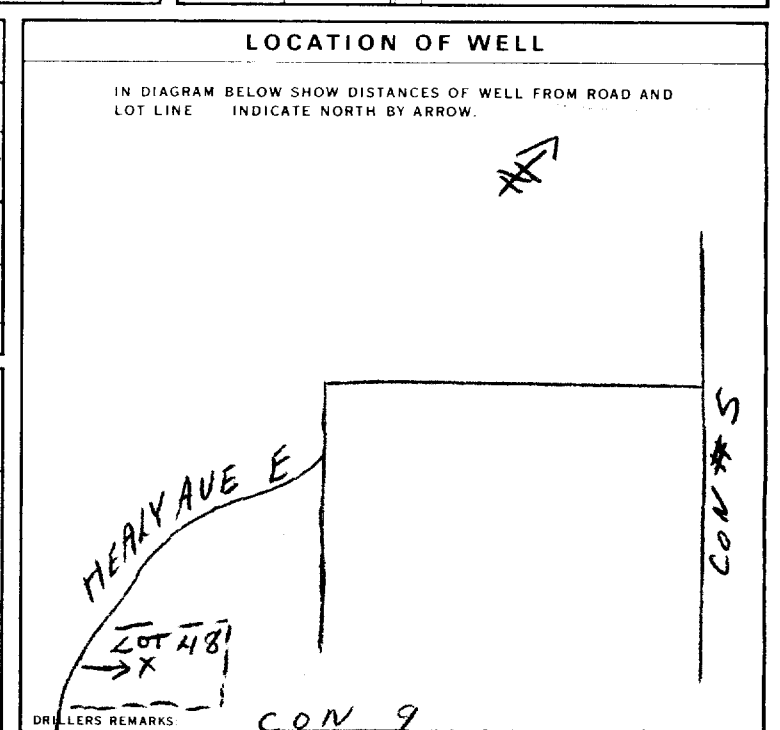 LOCATION OF WELL
IN DIAGRAM BELOW SHOW DISTANCES OF WELL FROM ROAD AND
LOT LINE INDICATE NORTH BY ARROW.
CON #5
HEALY AVE E
LOT 48
X
DRILLERS REMARKS:
CON 9